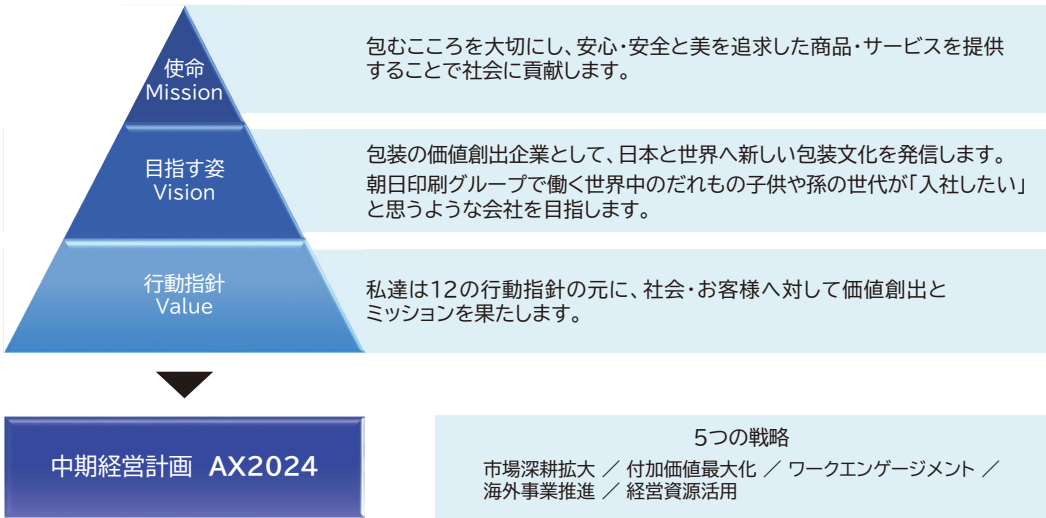 使命
Mission
包むこころを大切にし、安心・安全と美を追求した商品・サービスを提供
することで社会に貢献します。
目指す姿
Vision
包装の価値創出企業として、日本と世界へ新しい包装文化を発信します。
朝日印刷グループで働く世界中のだれもの子供や孫の世代が「入社したい」
と思うような会社を目指します。
行動指針
Value
私達は12の行動指針の元に、社会・お客様へ対して価値創出と
ミッションを果たします。
中期経営計画 AX2024
5つの戦略
市場深耕拡大 ／ 付加価値最大化 ／ ワークエンゲージメント ／
海外事業推進 ／ 経営資源活用